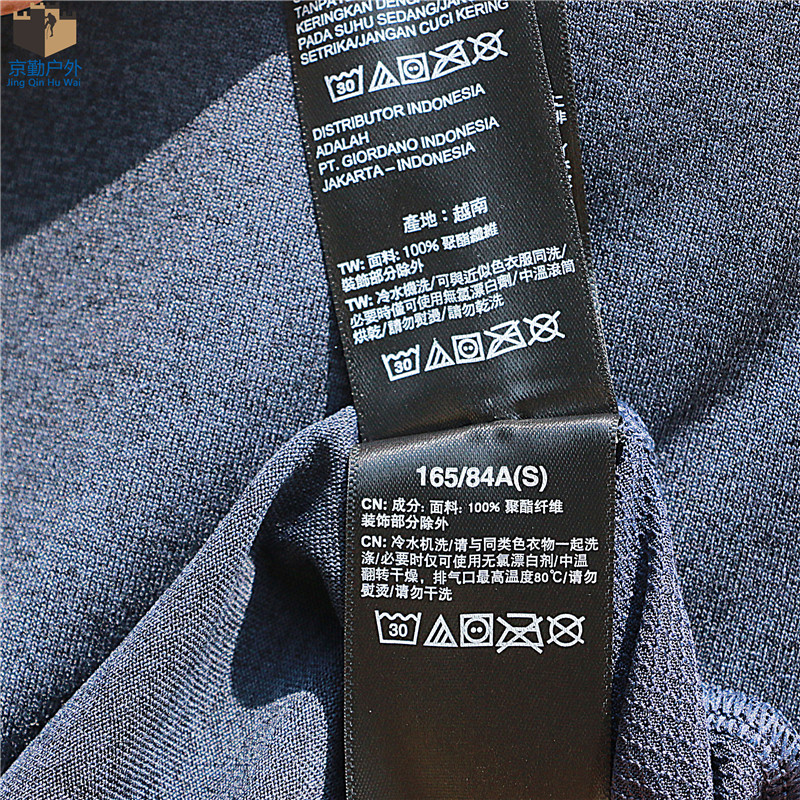 京勤户外
Jing Qin Hu Wai
KERINGKAN DENG
PADA SUHU SEDANG/JANGA
SETRIKA/JANGAN CUCI KERING
30
DISTRIBUTOR INDONESIA
ADALAH
PT. GIORDANO INDONESIA
JAKARTA – INDONESIA
產地：越南
TW: 面料: 100% 聚酯纖維
裝飾部分除外
TW: 冷水機洗/可與近似色衣服同洗/
必要時僅可使用無氯漂白劑/中溫滾筒
烘乾/請勿熨燙/請勿乾洗
30
165/84A(S)
CN: 成分: 面料: 100% 聚酯纤维
装饰部分除外
CN: 冷水机洗/请与同类色衣物一起洗
涤/必要时仅可使用无氯漂白剂/中温
翻转干燥，排气口最高温度80℃/请勿
熨烫/请勿干洗
30